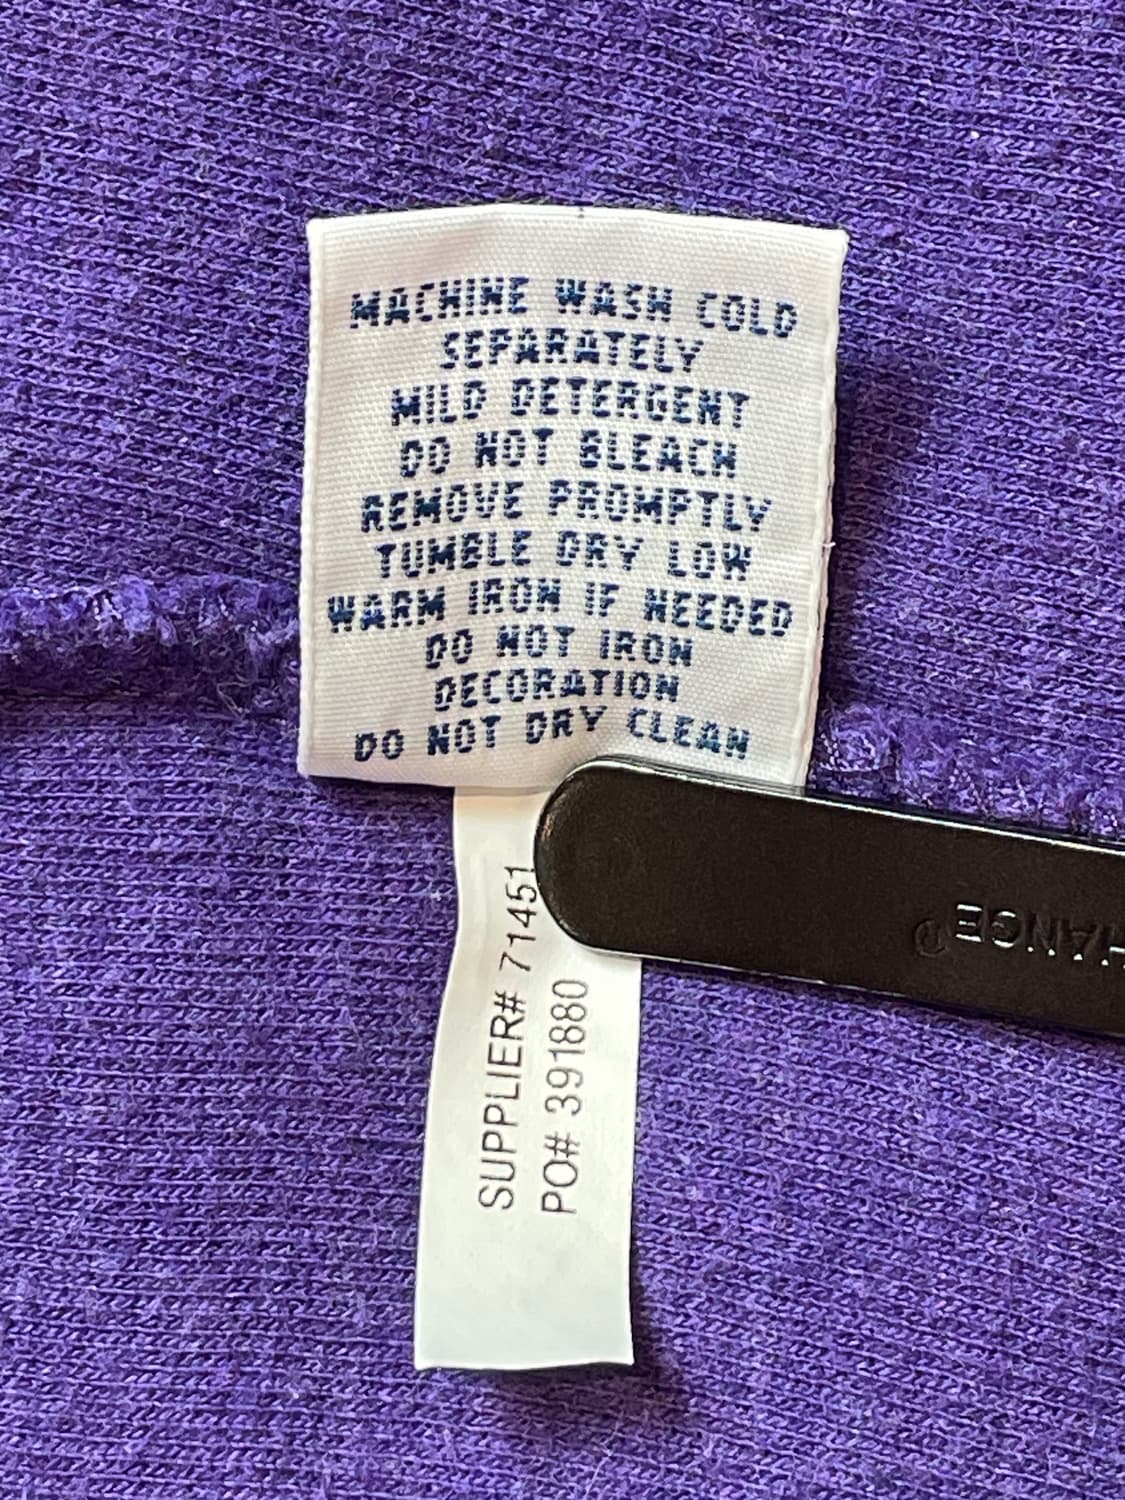 MACHINE WASH COLD
SEPARATELY
MILD DETERGENT
DO NOT BLEACH
REMOVE PROMPTLY
TUMBLE DRY LOW
WARM IRON IF NEEDED
DO NOT IRON
DECORATION
DO NOT DRY CLEAN
SUPPLIER# 71451
PO# 391880
HANGE®